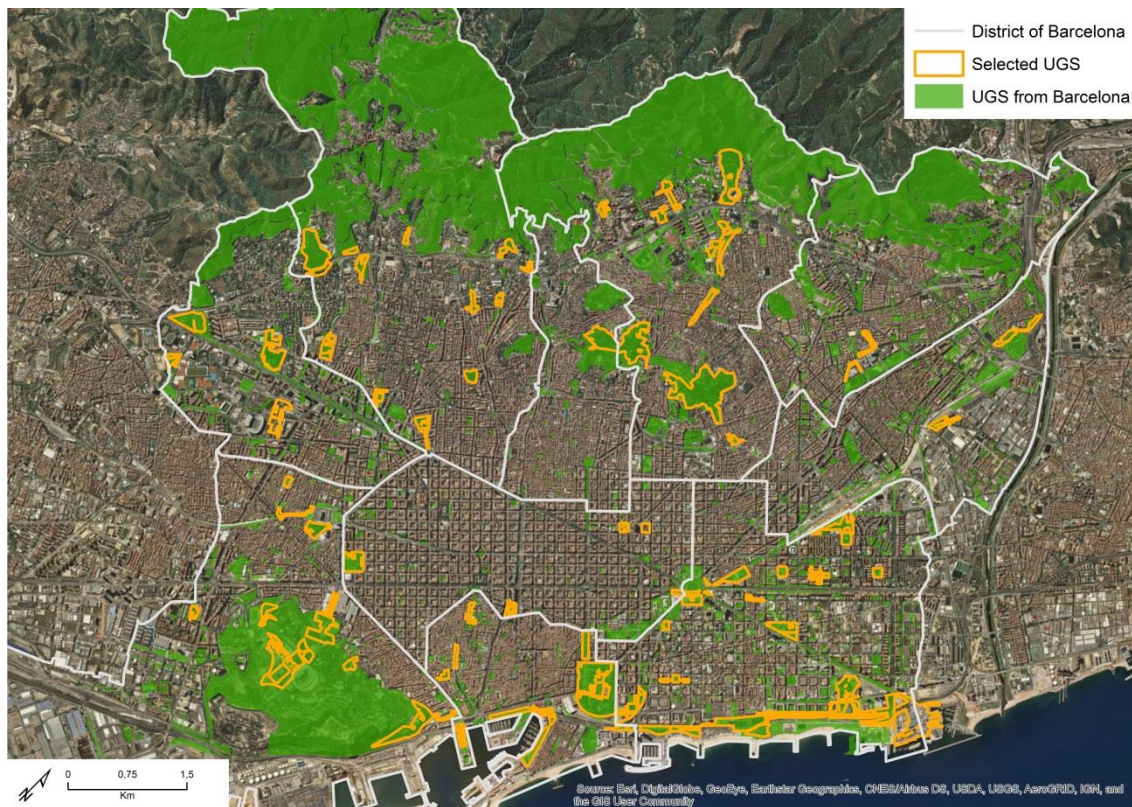 District of Barcelona
Selected UGS
UGS from Barcelona
0 0,75 1,5
Km
Source: Esri, DigitalGlobe, GeoEye, Earthstar Geographics, CNES/Airbus DS, USDA, USGS, AeroGRID, IGN, and
the GIS User Community